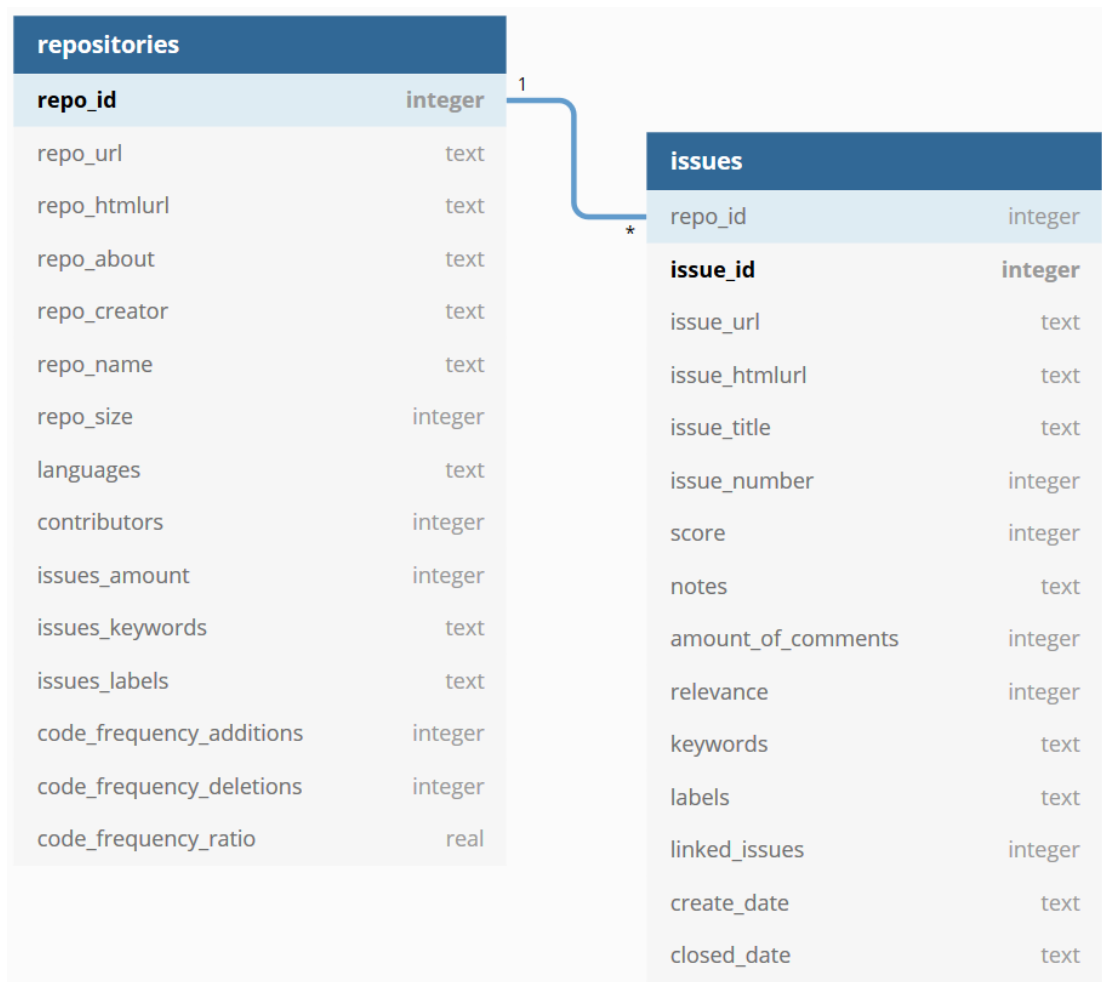 repositories
repo_id integer
repo_url text
repo_htmlurl text
repo_about text
repo_creator text
repo_name text
repo_size integer
languages text
contributors integer
issues_amount integer
issues_keywords text
issues_labels text
code_frequency_additions integer
code_frequency_deletions integer
code_frequency_ratio real
1
*
issues
repo_id integer
issue_id integer
issue_url text
issue_htmlurl text
issue_title text
issue_number integer
score integer
notes text
amount_of_comments integer
relevance integer
keywords text
labels text
linked_issues integer
create_date text
closed_date text